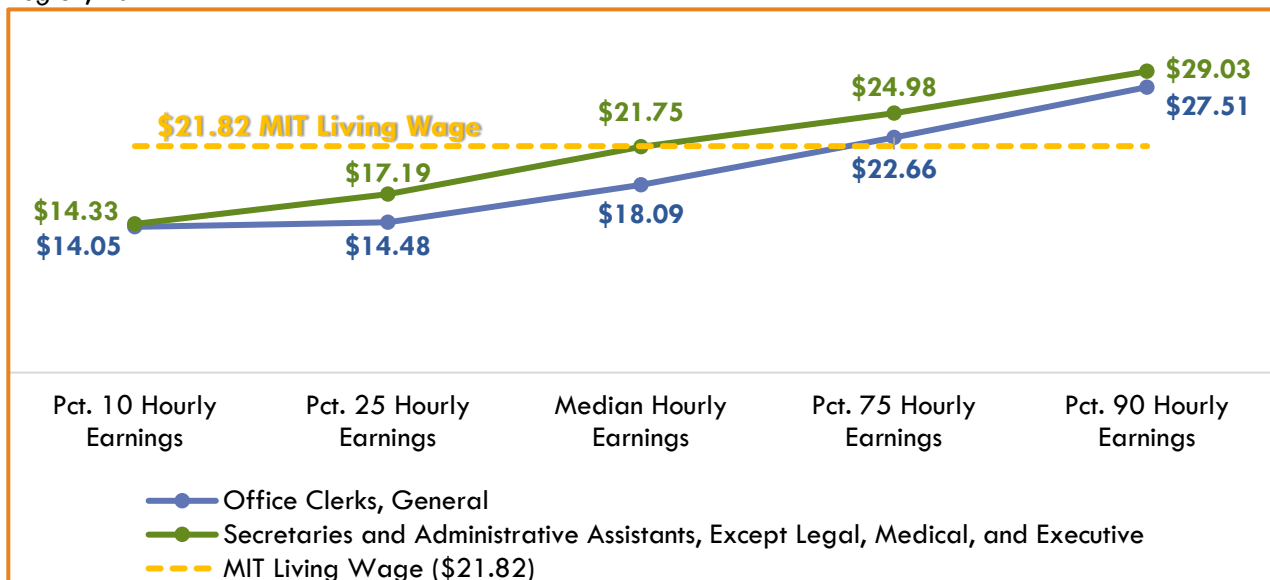 $29.03
$24.98
$27.51
$21.75
$21.82 MIT Living Wage
$17.19
$22.66
$14.33
$18.09
$14.05
$14.48
Pct. 10 Hourly Earnings
Pct. 25 Hourly Earnings
Median Hourly Earnings
Pct. 75 Hourly Earnings
Pct. 90 Hourly Earnings
Office Clerks, General
Secretaries and Administrative Assistants, Except Legal, Medical, and Executive
MIT Living Wage ($21.82)